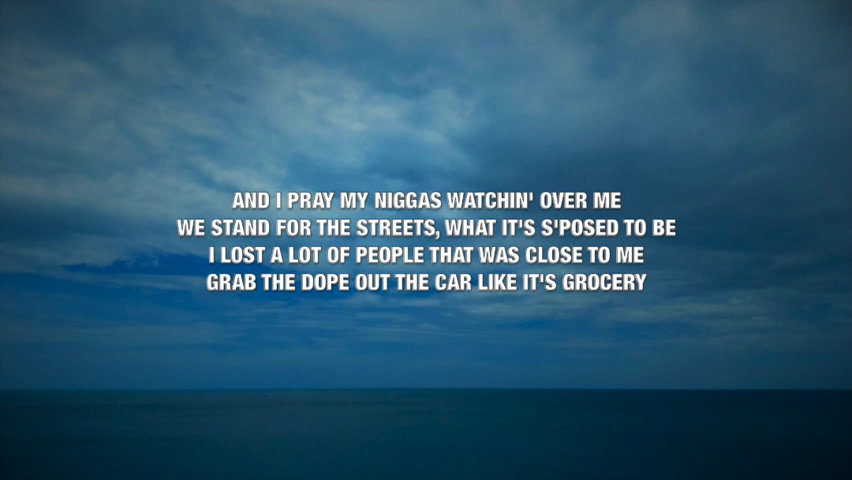 AND I PRAY MY NIGGAS WATCHIN' OVER ME
WE STAND FOR THE STREETS, WHAT IT'S S'POSED TO BE
I LOST A LOT OF PEOPLE THAT WAS CLOSE TO ME
GRAB THE DOPE OUT THE CAR LIKE IT'S GROCERY